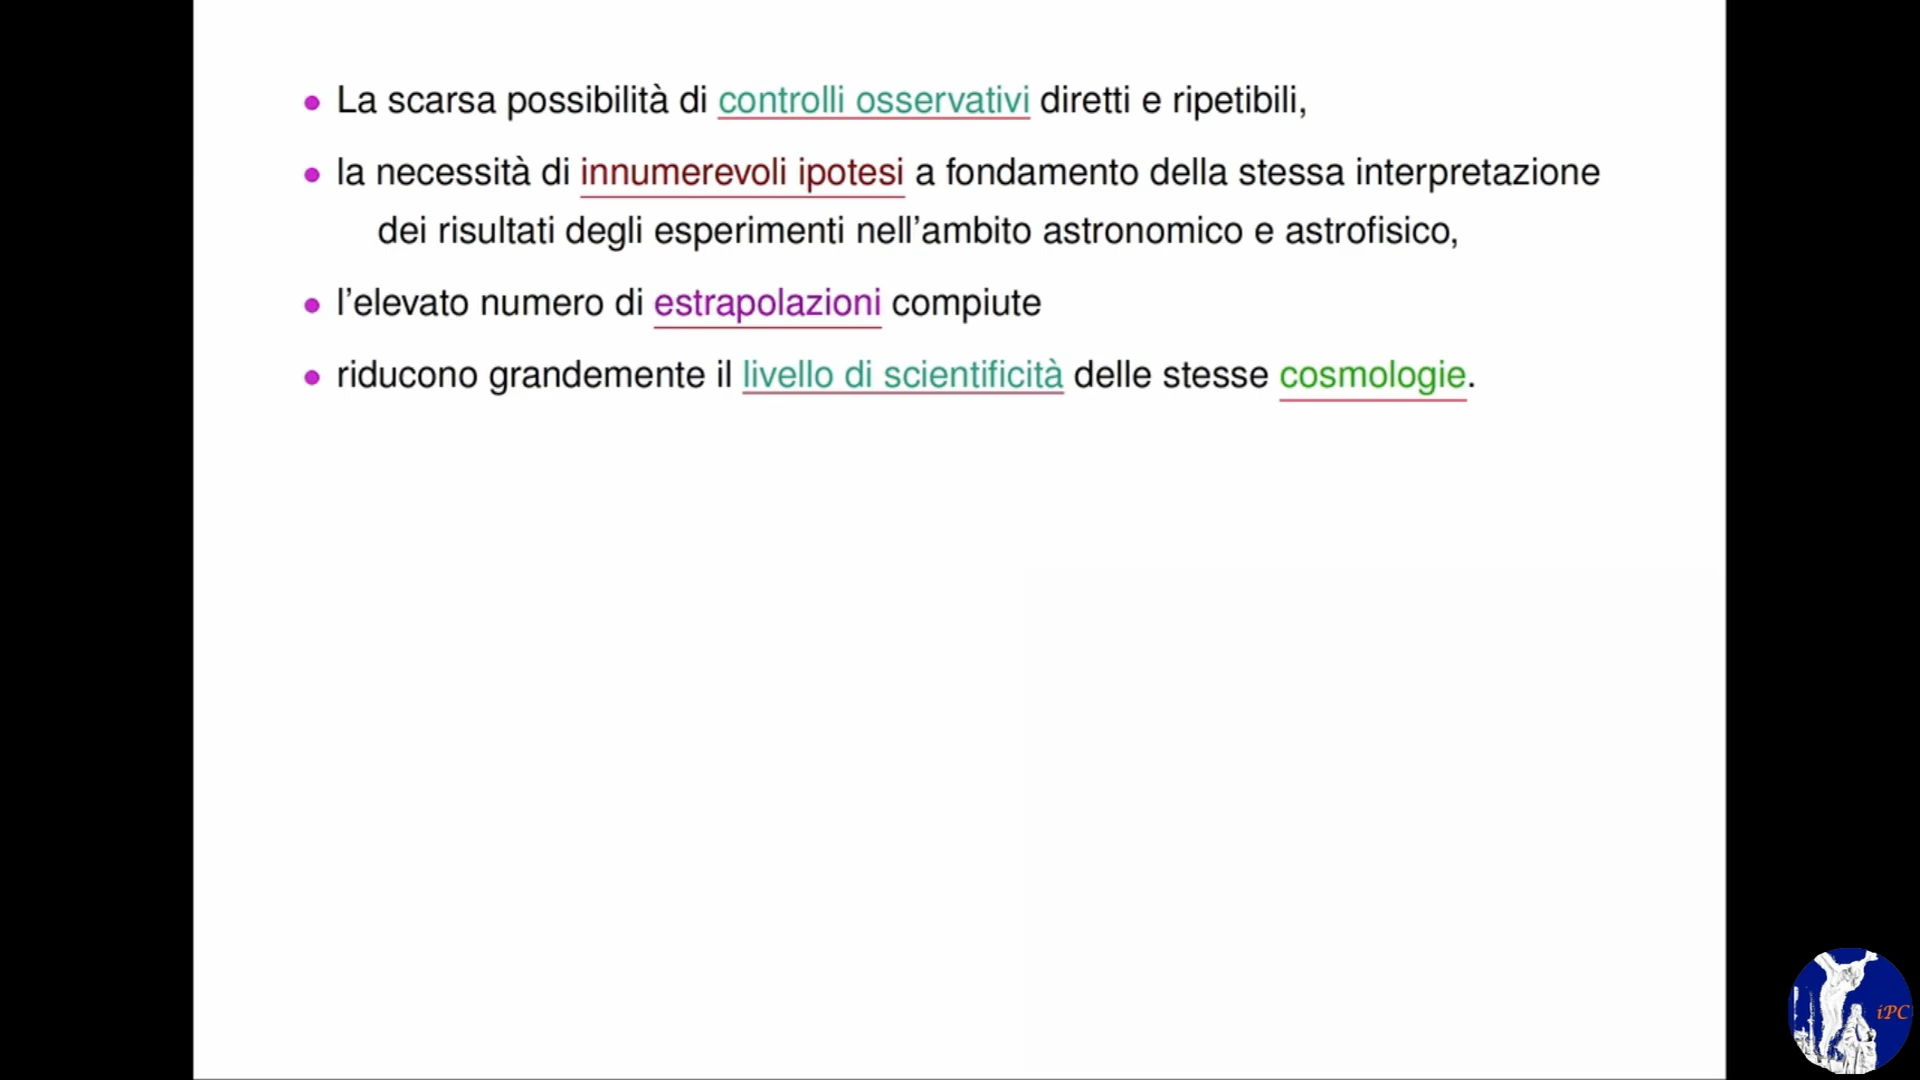 • La scarsa possibilità di controlli osservativi diretti e ripetibili,
• la necessità di innumerevoli ipotesi a fondamento della stessa interpretazione
dei risultati degli esperimenti nell’ambito astronomico e astrofisico,
• l’elevato numero di estrapolazioni compiute
• riducono grandemente il livello di scientificità delle stesse cosmologie.
iPC